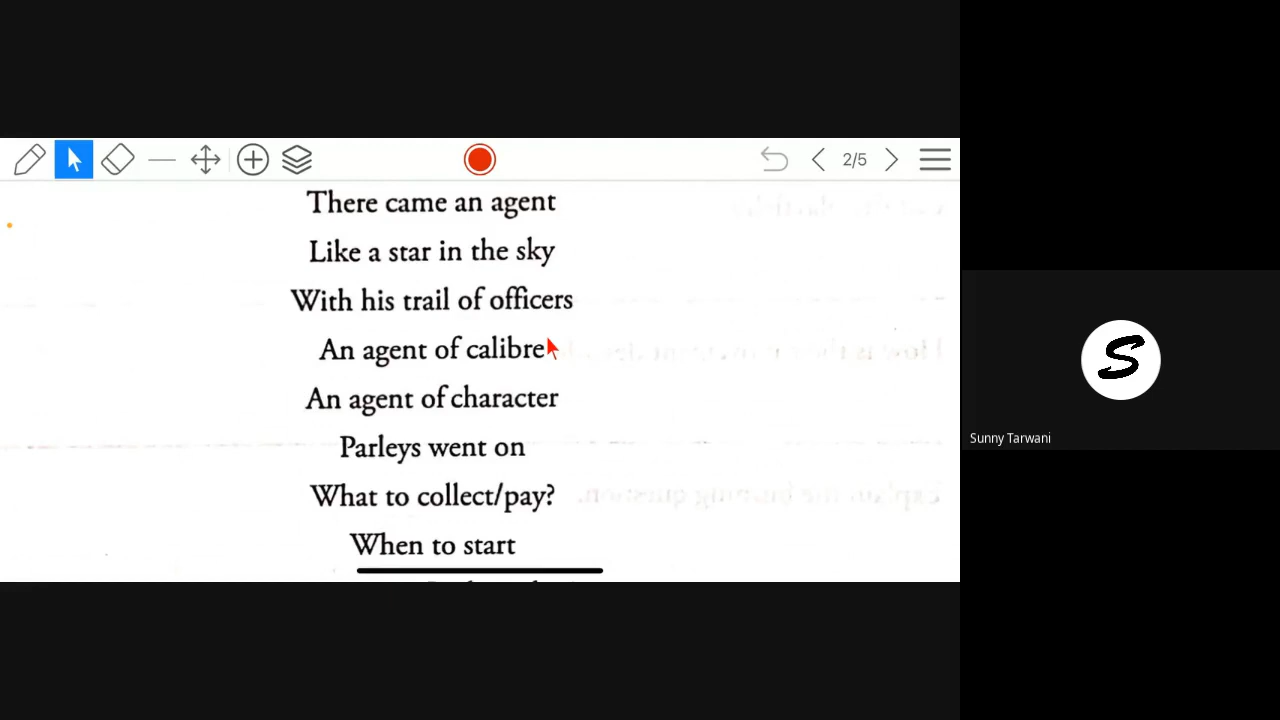 2/5
There came an agent
Like a star in the sky
With his trail of officers
An agent of calibre
An agent of character
Parleys went on
What to collect/pay?
When to start
Sunny Tarwani